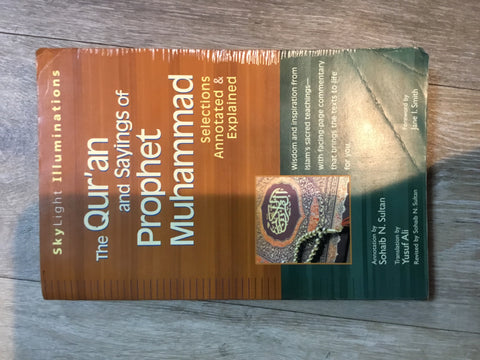 SkyLight Illuminations
The Qur'an
and Sayings of
Prophet
Muhammad
Selections
Annotated &
Explained
Wisdom and inspiration from
Islam's sacred teachings—
with facing-page commentary
that brings the texts to life
for you.
Annotation by
Sohaib N. Sultan
Translation by
Yusuf Ali
Revised by Sohaib N. Sultan
Foreword by
Jane I. Smith